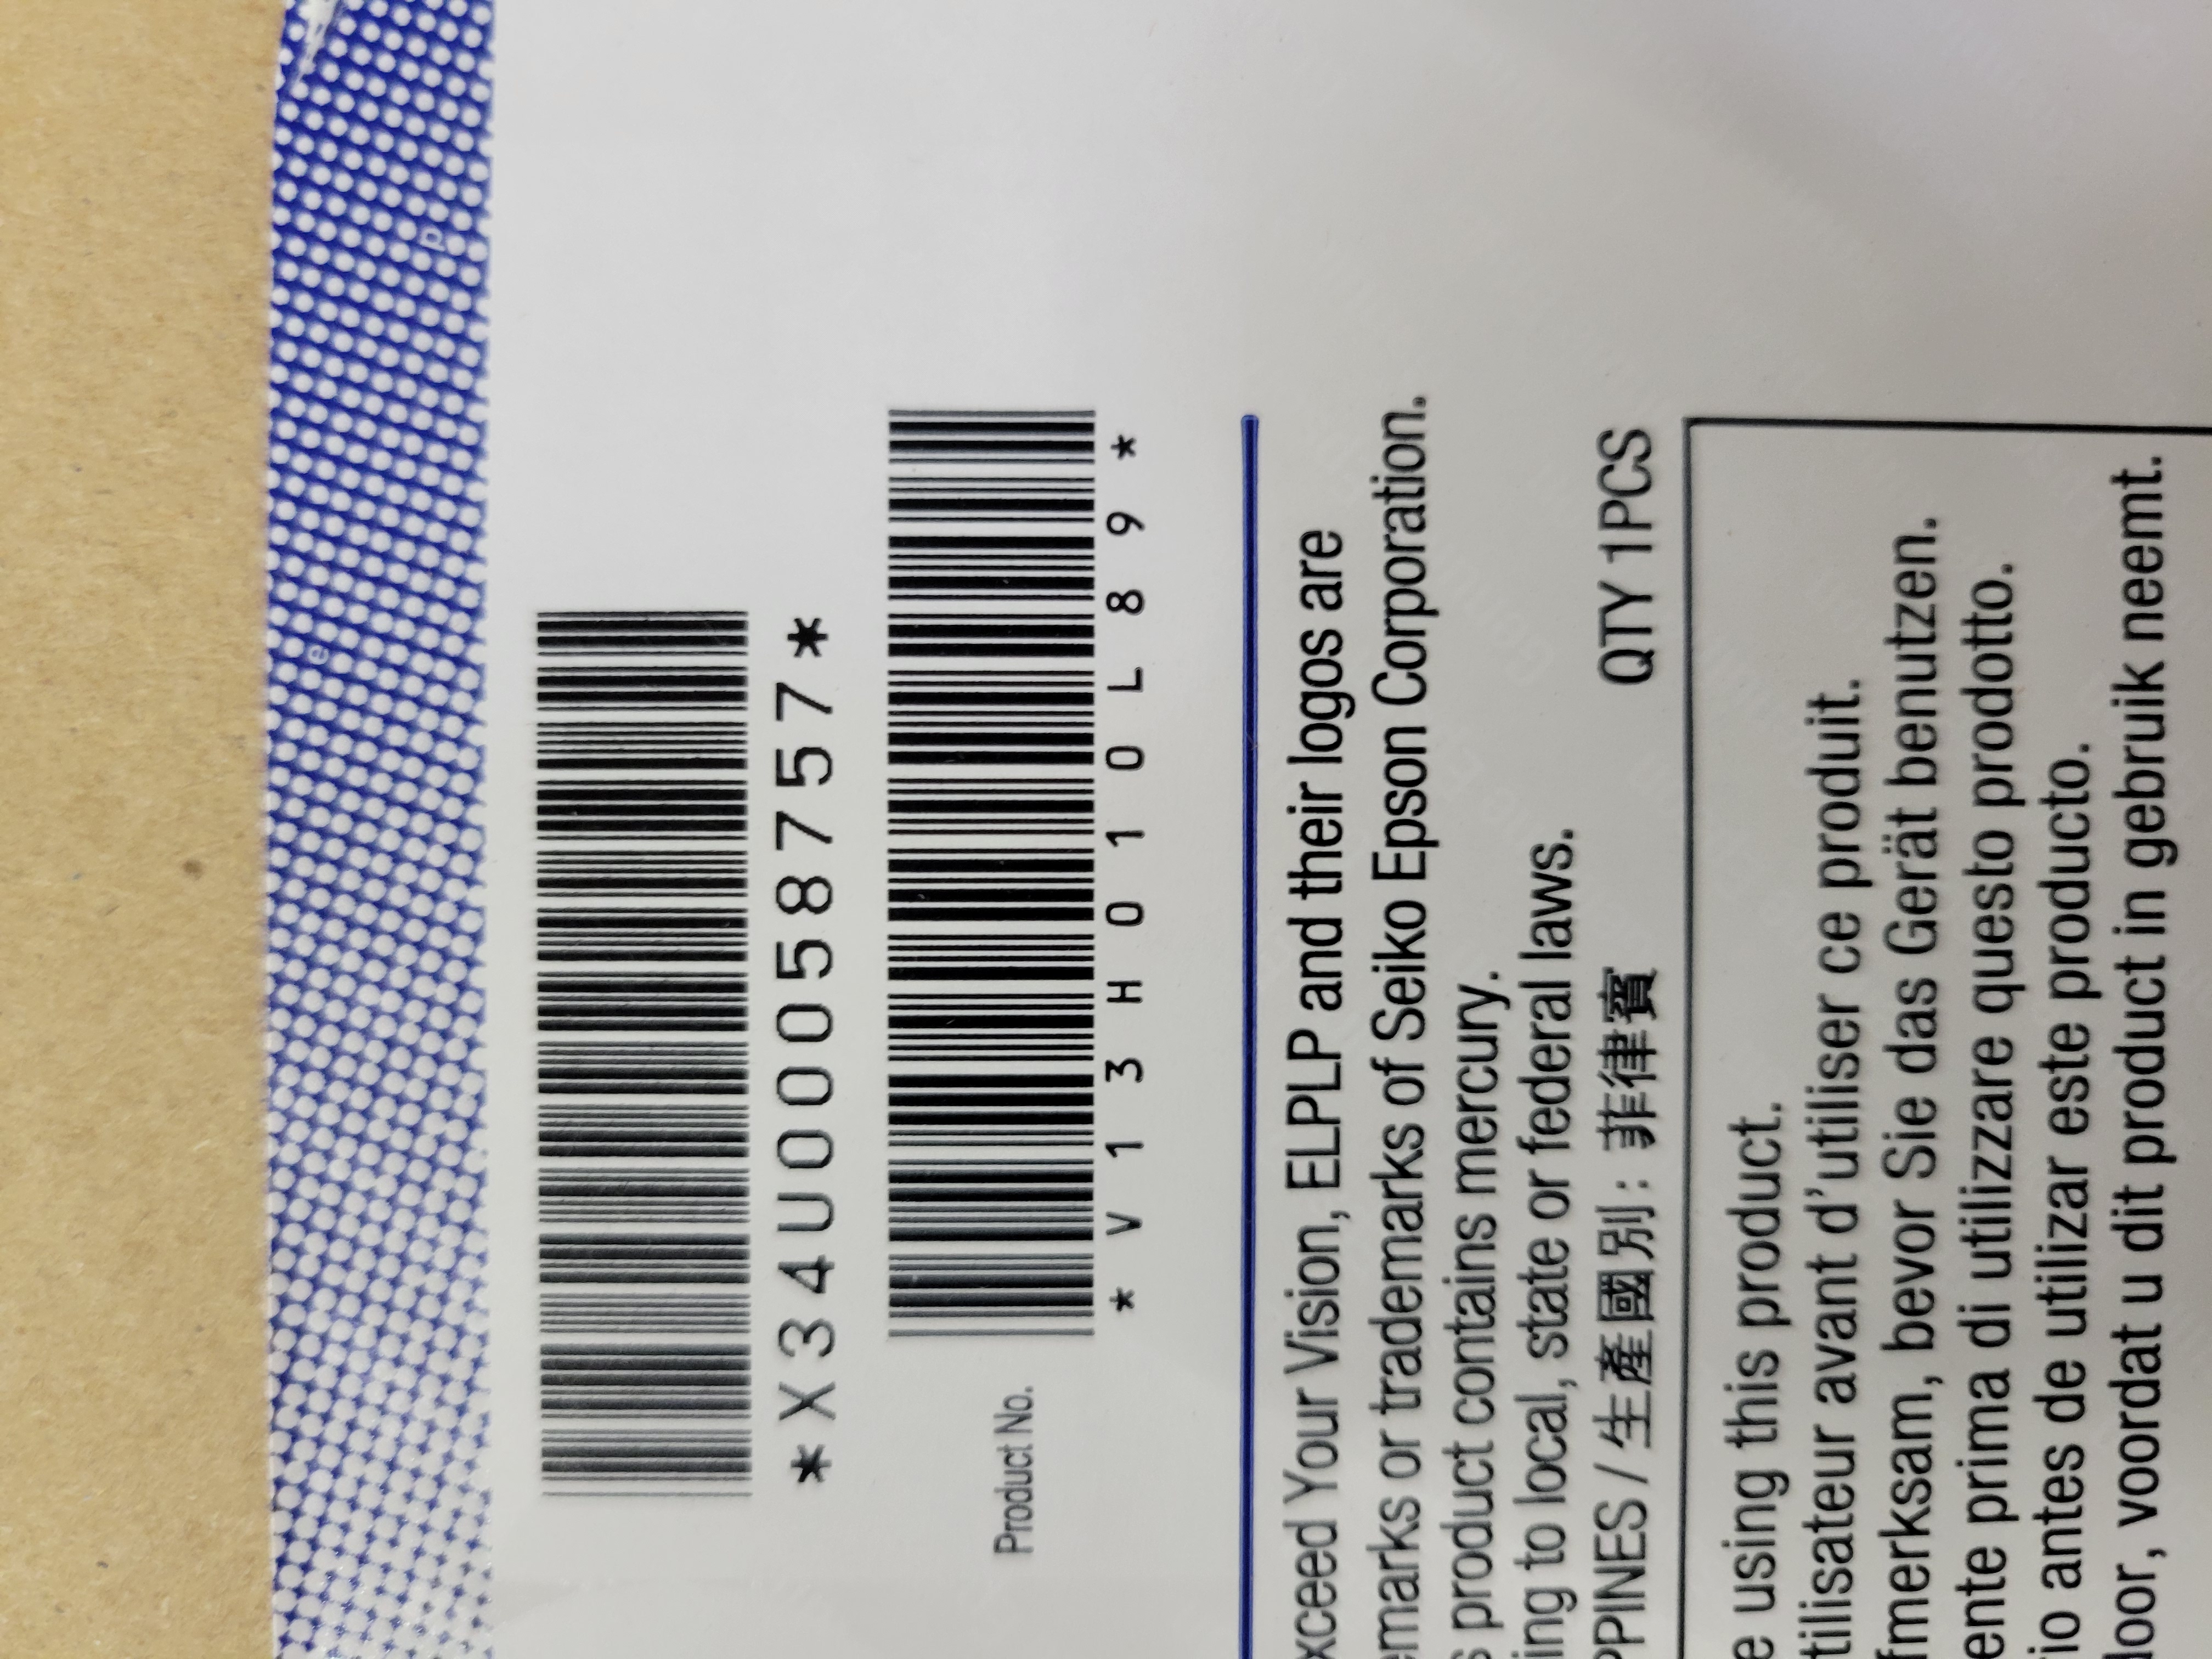 *X34U00058757*
Product No.
*V13H010L89*
xceed Your Vision, ELPLP and their logos are
emarks or trademarks of Seiko Epson Corporation.
s product contains mercury.
ing to local, state or federal laws.
PPINES / 生產國別: 菲律賓 QTY 1PCS
e using this product.
tilisateur avant d'utiliser ce produit.
fmerksam, bevor Sie das Gerät benutzen.
ente prima di utilizzare questo prodotto.
io antes de utilizar este producto.
door, voordat u dit product in gebruik neemt.